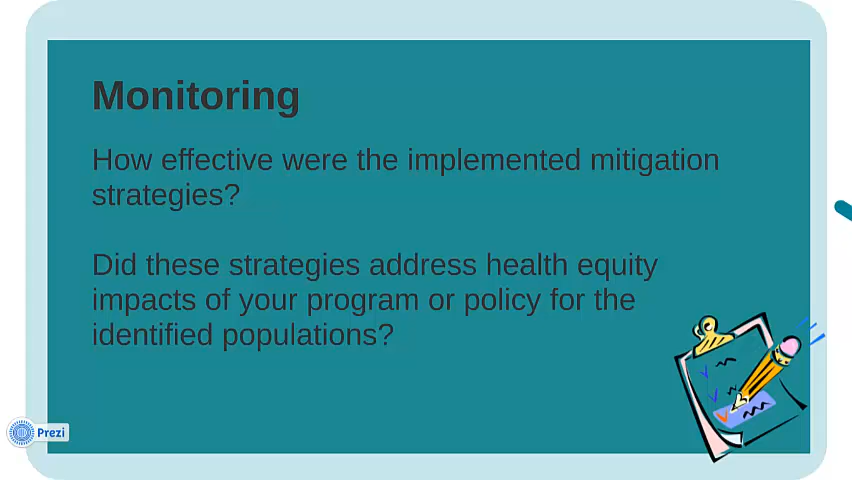 Monitoring
How effective were the implemented mitigation
strategies?
Did these strategies address health equity
impacts of your program or policy for the
identified populations?
Prezi